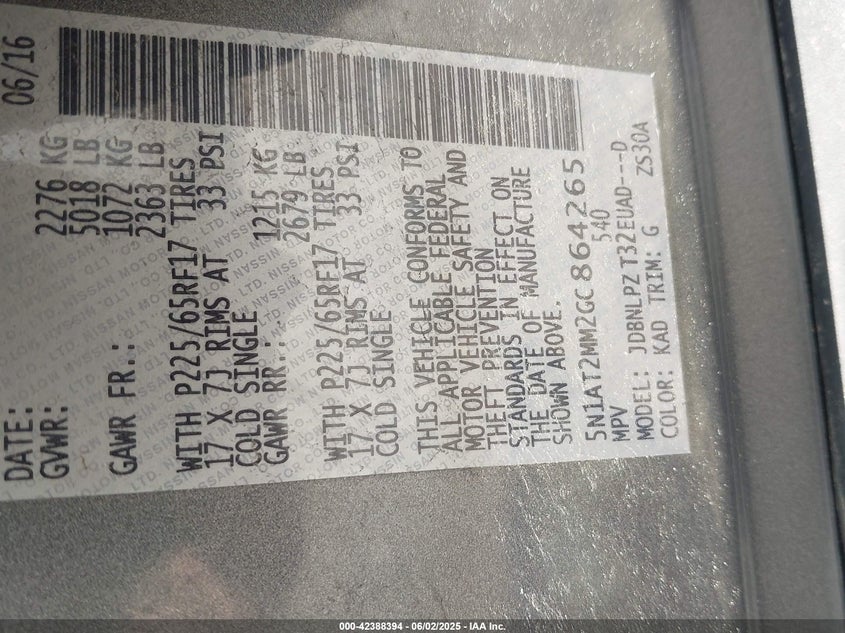 DATE: 06/16
GVWR: 2276 KG
5018 LB
GAWR FR.: 1072 KG
2363 LB
WITH P225/65RF17 TIRES
17 X 7J RIMS AT 33 PSI
COLD SINGLE
GAWR RR.: 1215 KG
2679 LB
WITH P225/65RF17 TIRES
17 X 7J RIMS AT 33 PSI
COLD SINGLE
THIS VEHICLE CONFORMS TO
ALL APPLICABLE FEDERAL
MOTOR VEHICLE SAFETY AND
THEFT PREVENTION
STANDARDS IN EFFECT ON
THE DATE OF MANUFACTURE
SHOWN ABOVE.
5N1AT2MM2GC864265
MPV 540
MODEL: JDBNLPZ T32EUAD---D
COLOR: KAD TRIM: G ZS30A
000-42388394 - 06/02/2025 - IAA Inc.